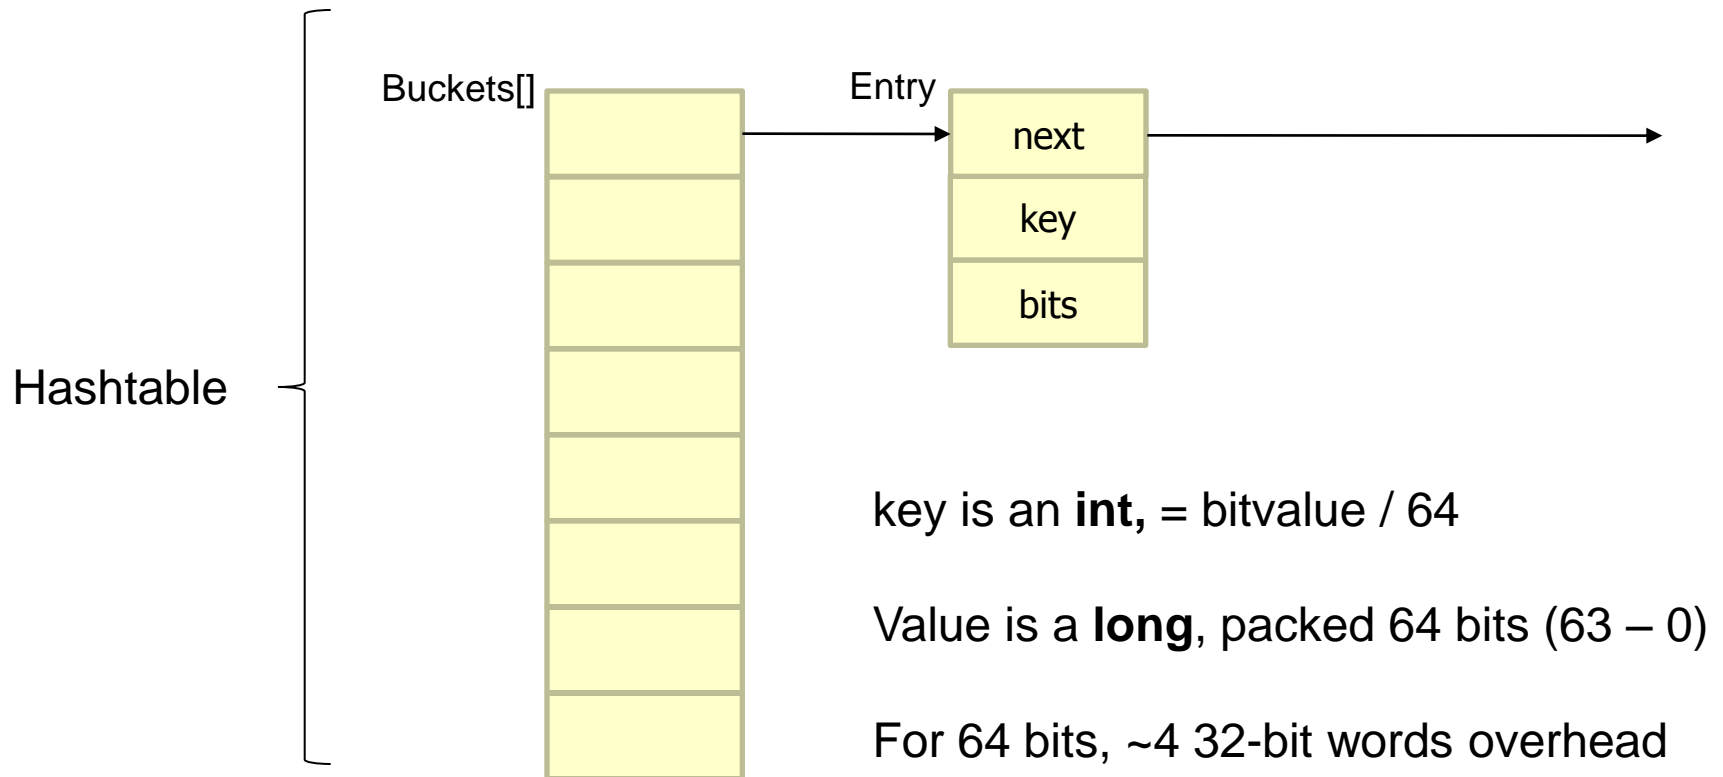 Buckets[]
Entry
next
key
bits
Hashtable
key is an int, = bitvalue / 64
Value is a long, packed 64 bits (63 – 0)
For 64 bits, ~4 32-bit words overhead